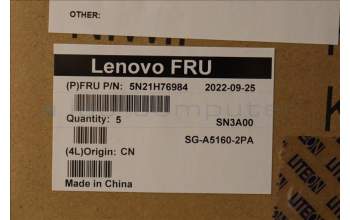 OTHER:
Lenovo FRU
(P)FRU P/N: 5N21H76984 2022-09-25
Quantity: 5 SN3A00
SG-A5160-2PA
(4L)Origin: CN
Made in China
LITEON